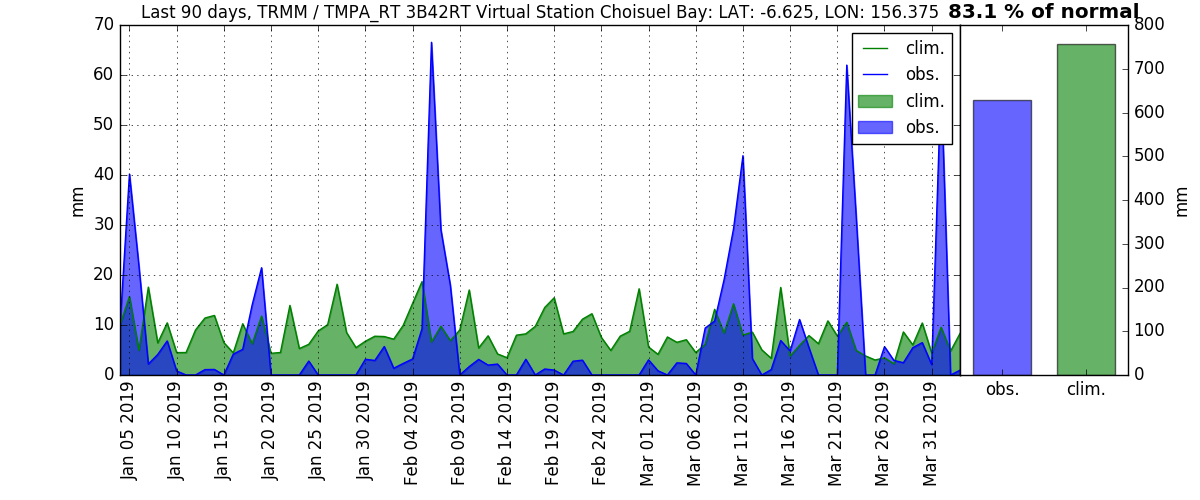 Last 90 days, TRMM / TMPA_RT 3B42RT Virtual Station Choisuel Bay: LAT: -6.625, LON: 156.375 83.1 % of normal
70
60
50
40
30
20
10
0
mm
clim.
obs.
clim.
obs.
800
700
600
500
400
300
200
100
0
mm
obs.
clim.
Jan 05 2019
Jan 10 2019
Jan 15 2019
Jan 20 2019
Jan 25 2019
Jan 30 2019
Feb 04 2019
Feb 09 2019
Feb 14 2019
Feb 19 2019
Feb 24 2019
Mar 01 2019
Mar 06 2019
Mar 11 2019
Mar 16 2019
Mar 21 2019
Mar 26 2019
Mar 31 2019